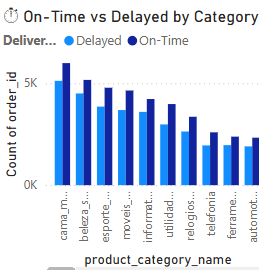 ⏱ On-Time vs Delayed by Category
Deliver... Delayed On-Time
Count of order_id
5K
0K
cama_m...
beleza_s...
esporte_...
moveis_...
informat...
utilidad...
relogios...
telefonia
ferrame...
automot...
product_category_name